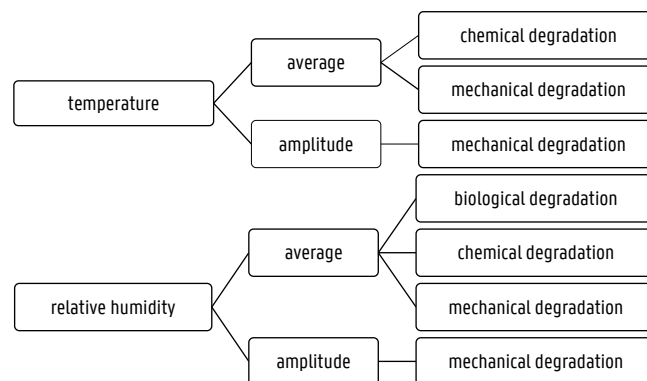 temperature
average
chemical degradation
mechanical degradation
amplitude
mechanical degradation
relative humidity
average
biological degradation
chemical degradation
mechanical degradation
amplitude
mechanical degradation